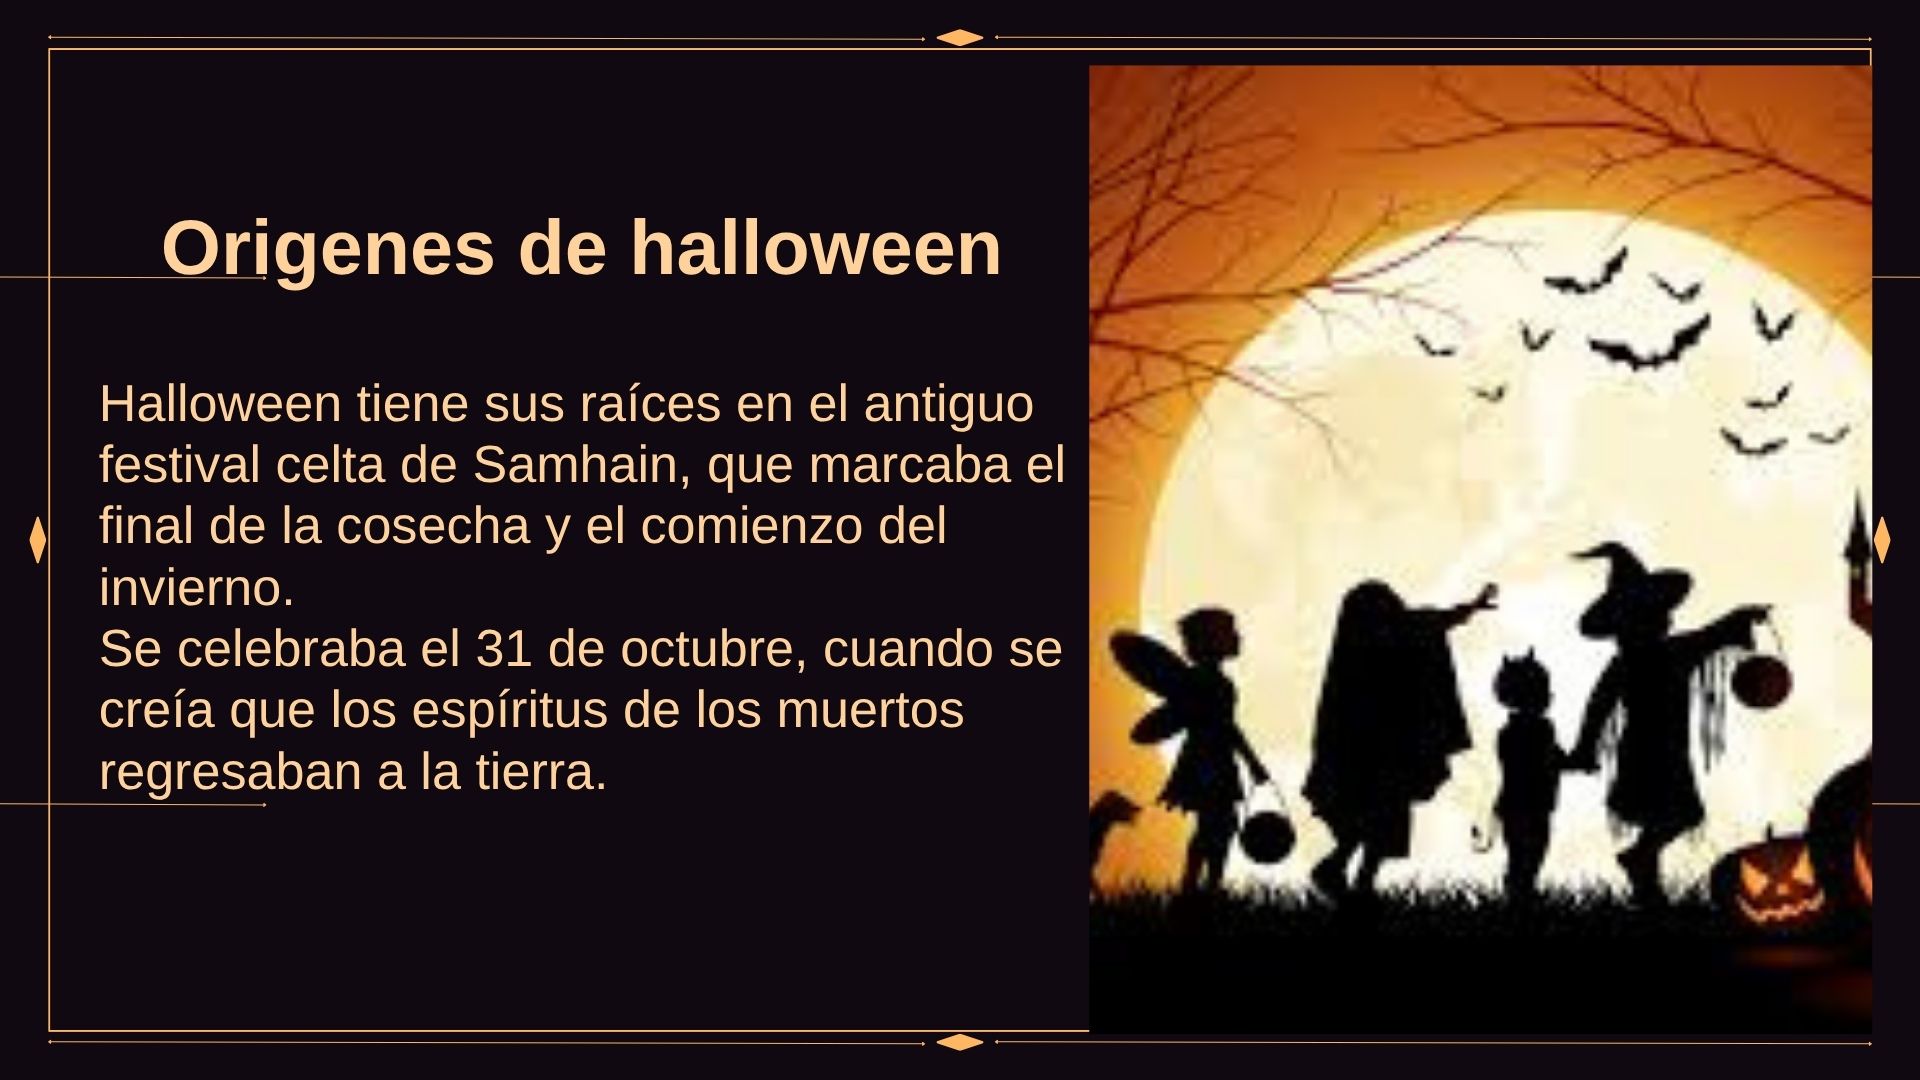 Origenes de halloween
Halloween tiene sus raíces en el antiguo
festival celta de Samhain, que marcaba el
final de la cosecha y el comienzo del
invierno.
Se celebraba el 31 de octubre, cuando se
creía que los espíritus de los muertos
regresaban a la tierra.